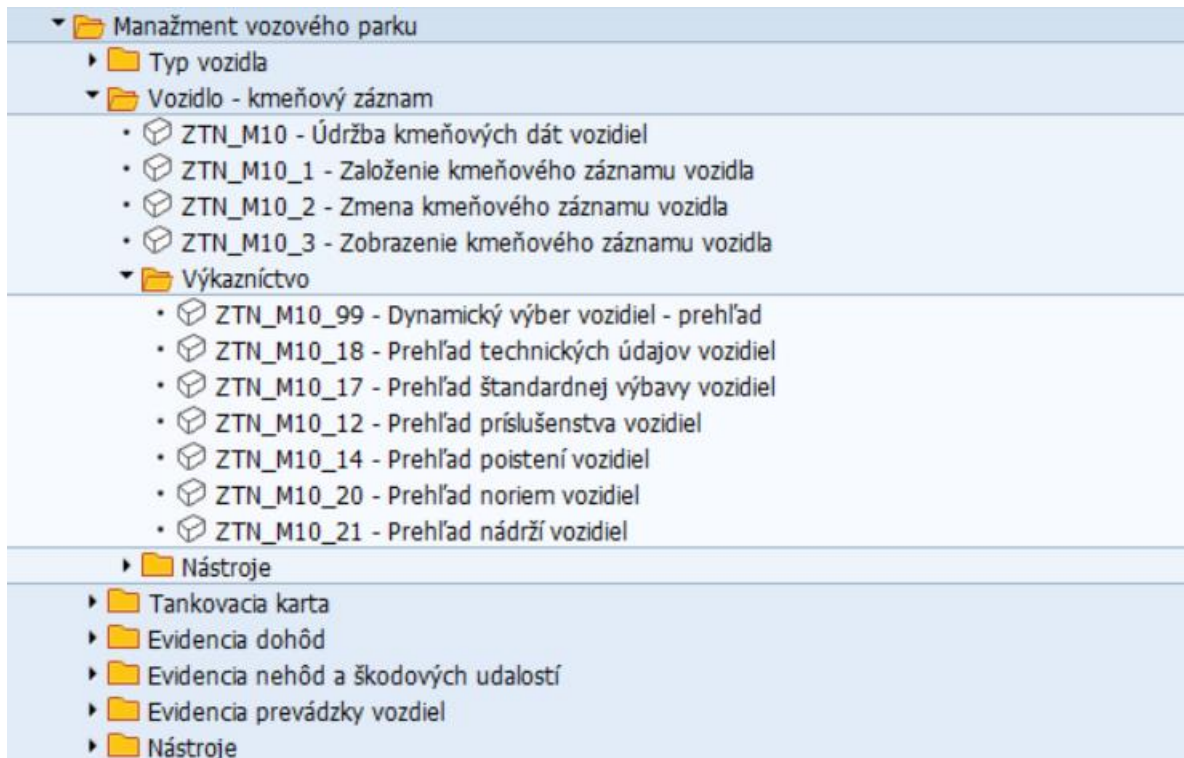 Manažment vozového parku
Typ vozidla
Vozidlo - kmeňový záznam
ZTN_M10 - Údržba kmeňových dát vozidiel
ZTN_M10_1 - Založenie kmeňového záznamu vozidla
ZTN_M10_2 - Zmena kmeňového záznamu vozidla
ZTN_M10_3 - Zobrazenie kmeňového záznamu vozidla
Výkazníctvo
ZTN_M10_99 - Dynamický výber vozidiel - prehľad
ZTN_M10_18 - Prehľad technických údajov vozidiel
ZTN_M10_17 - Prehľad štandardnej výbavy vozidiel
ZTN_M10_12 - Prehľad príslušenstva vozidiel
ZTN_M10_14 - Prehľad poistení vozidiel
ZTN_M10_20 - Prehľad noriem vozidiel
ZTN_M10_21 - Prehľad nádrží vozidiel
Nástroje
Tankovacia karta
Evidencia dohôd
Evidencia nehôd a škodových udalostí
Evidencia prevádzky vozdiel
Nástroje